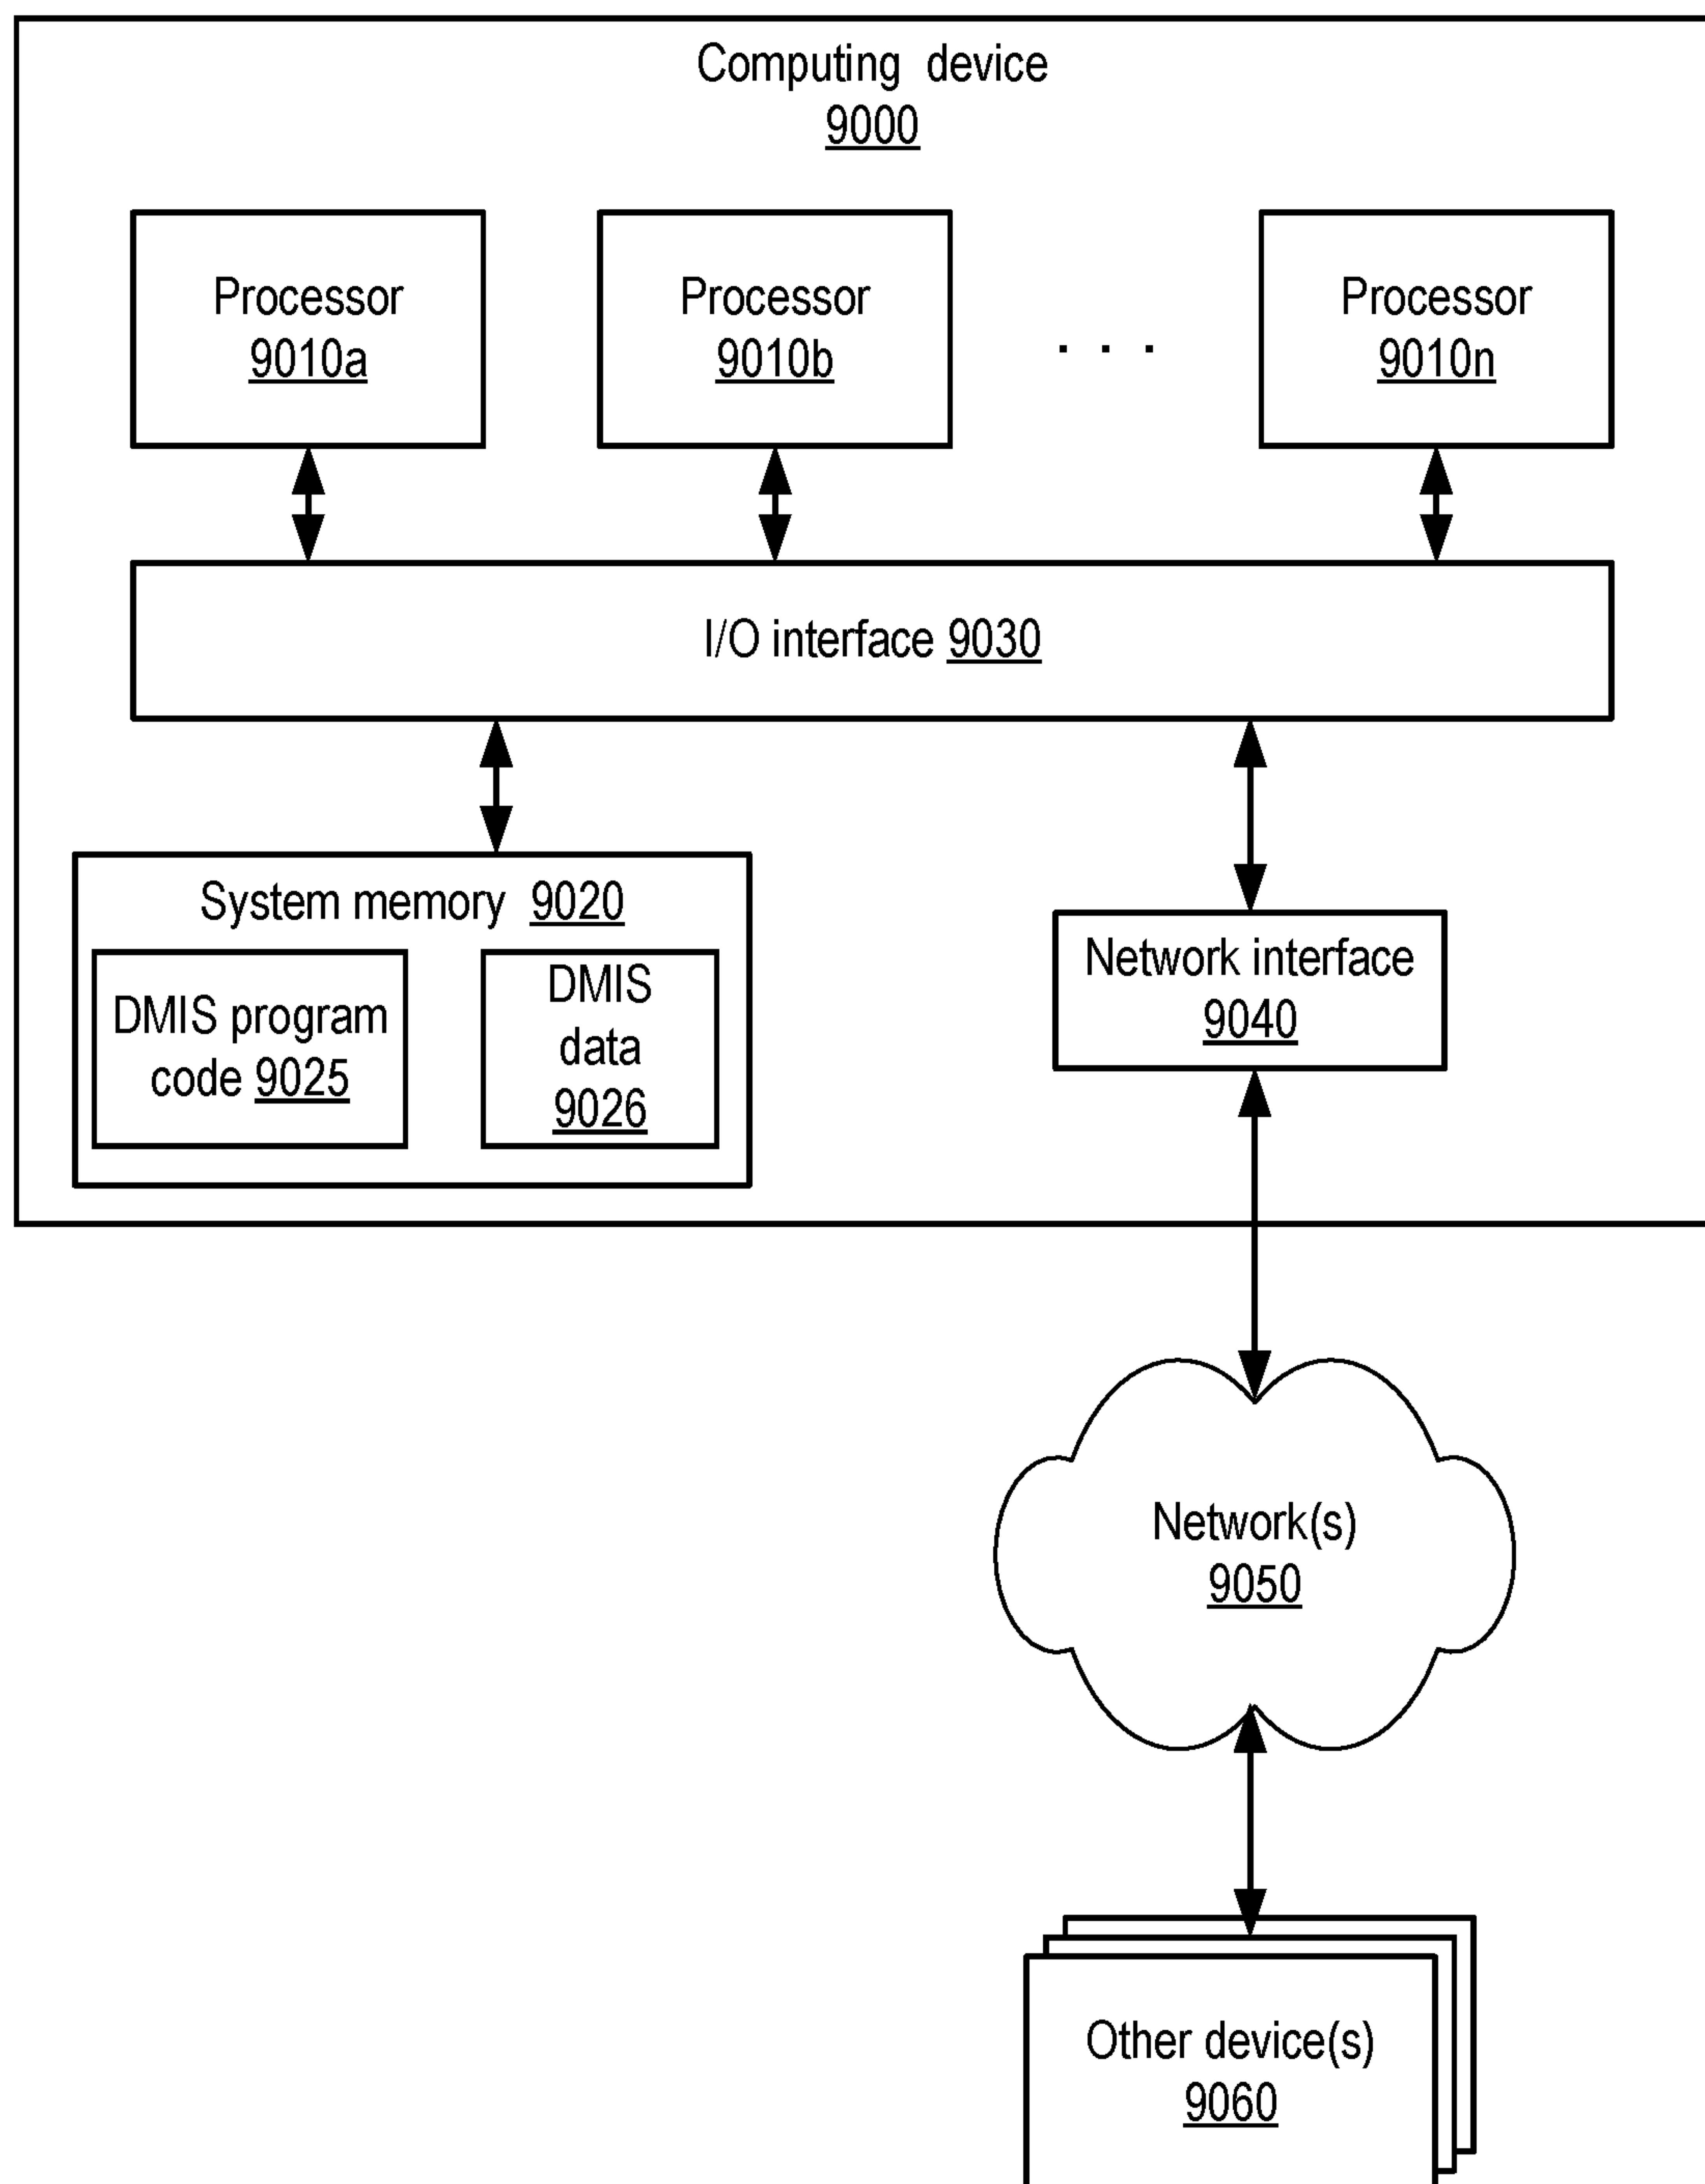 Computing device
9000
Processor
9010a
Processor
9010b
. . .
Processor
9010n
I/O interface 9030
System memory 9020
DMIS program
code 9025
DMIS
data
9026
Network interface
9040
Network(s)
9050
Other device(s)
9060